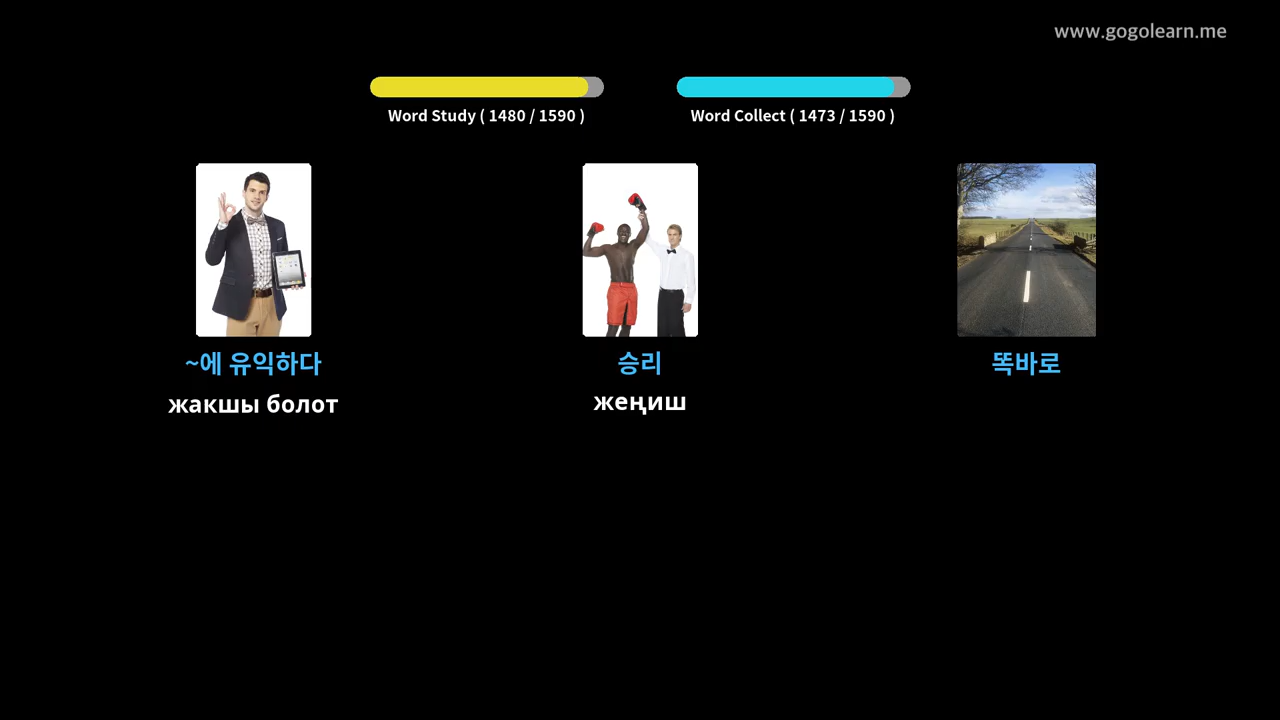 www.gogolearn.me
Word Study ( 1480 / 1590 )
Word Collect ( 1473 / 1590 )
~에 유익하다
승리
똑바로
жакшы болот
жеңиш